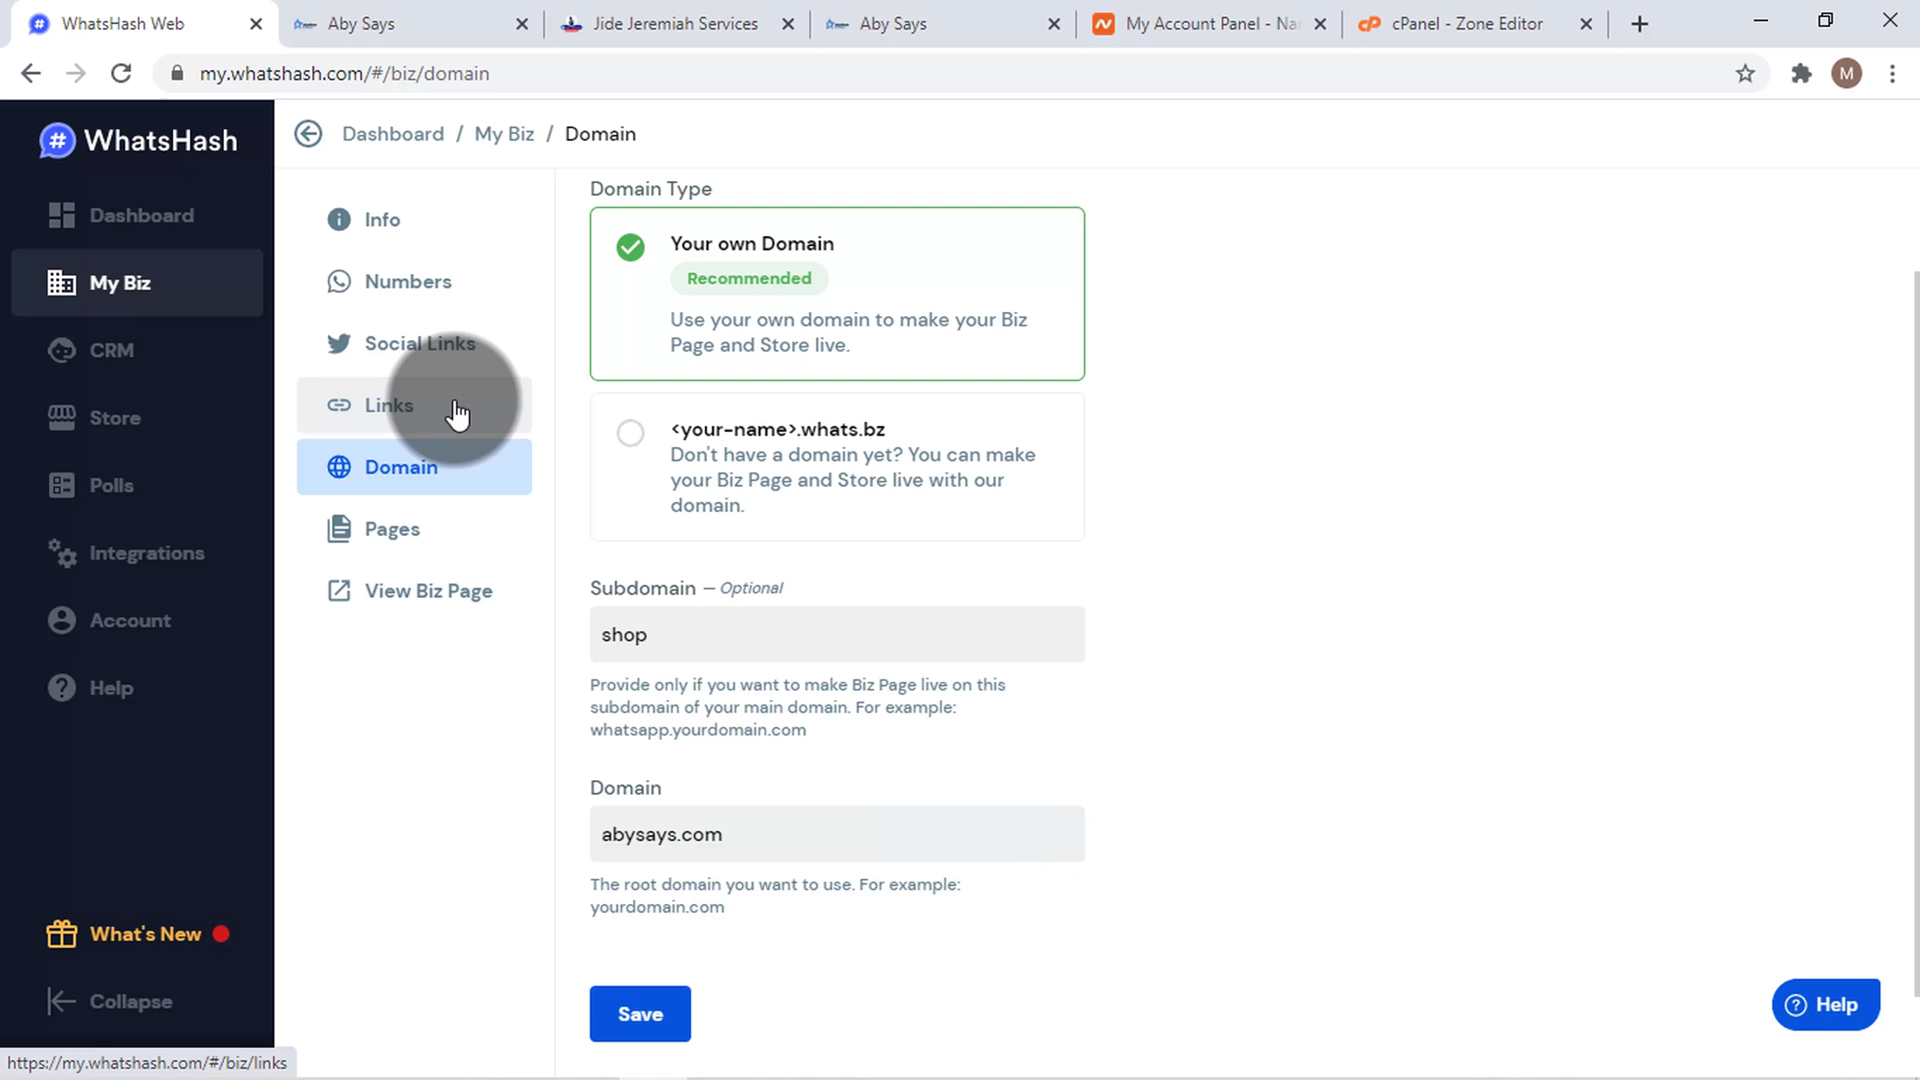 WhatsHash Web
Aby Says
Jide Jeremiah Services
Aby Says
My Account Panel - Na
cPanel - Zone Editor
my.whatshash.com/#/biz/domain
M
# WhatsHash
Dashboard / My Biz / Domain
Dashboard
My Biz
CRM
Store
Polls
Integrations
Account
Help
What's New
Collapse
Info
Numbers
Social Links
Links
Domain
Pages
View Biz Page
Domain Type
Your own Domain
Recommended
Use your own domain to make your Biz
Page and Store live.
<your-name>.whats.bz
Don't have a domain yet? You can make
your Biz Page and Store live with our
domain.
Subdomain – Optional
shop
Provide only if you want to make Biz Page live on this
subdomain of your main domain. For example:
whatsapp.yourdomain.com
Domain
abysays.com
The root domain you want to use. For example:
yourdomain.com
Save
Help
https://my.whatshash.com/#/biz/links